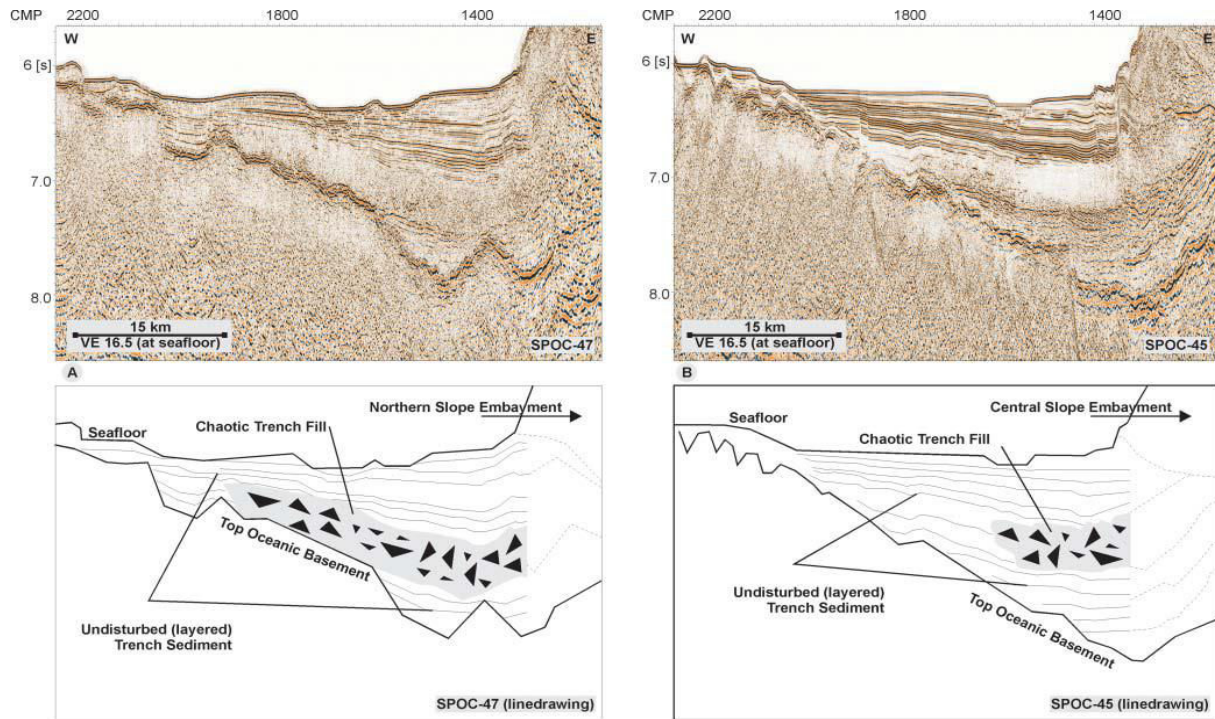 CMP 2200 1800 1400
W E
6 [s]
7.0
8.0
15 km
VE 16.5 (at seafloor)
SPOC-47
A
Northern Slope Embayment
Chaotic Trench Fill
Seafloor
Top Oceanic Basement
Undisturbed (layered)
Trench Sediment
SPOC-47 (linedrawing)
CMP 2200 1800 1400
W E
6 [s]
7.0
8.0
15 km
VE 16.5 (at seafloor)
SPOC-45
B
Central Slope Embayment
Seafloor
Chaotic Trench Fill
Undisturbed (layered)
Trench Sediment
Top Oceanic Basement
SPOC-45 (linedrawing)